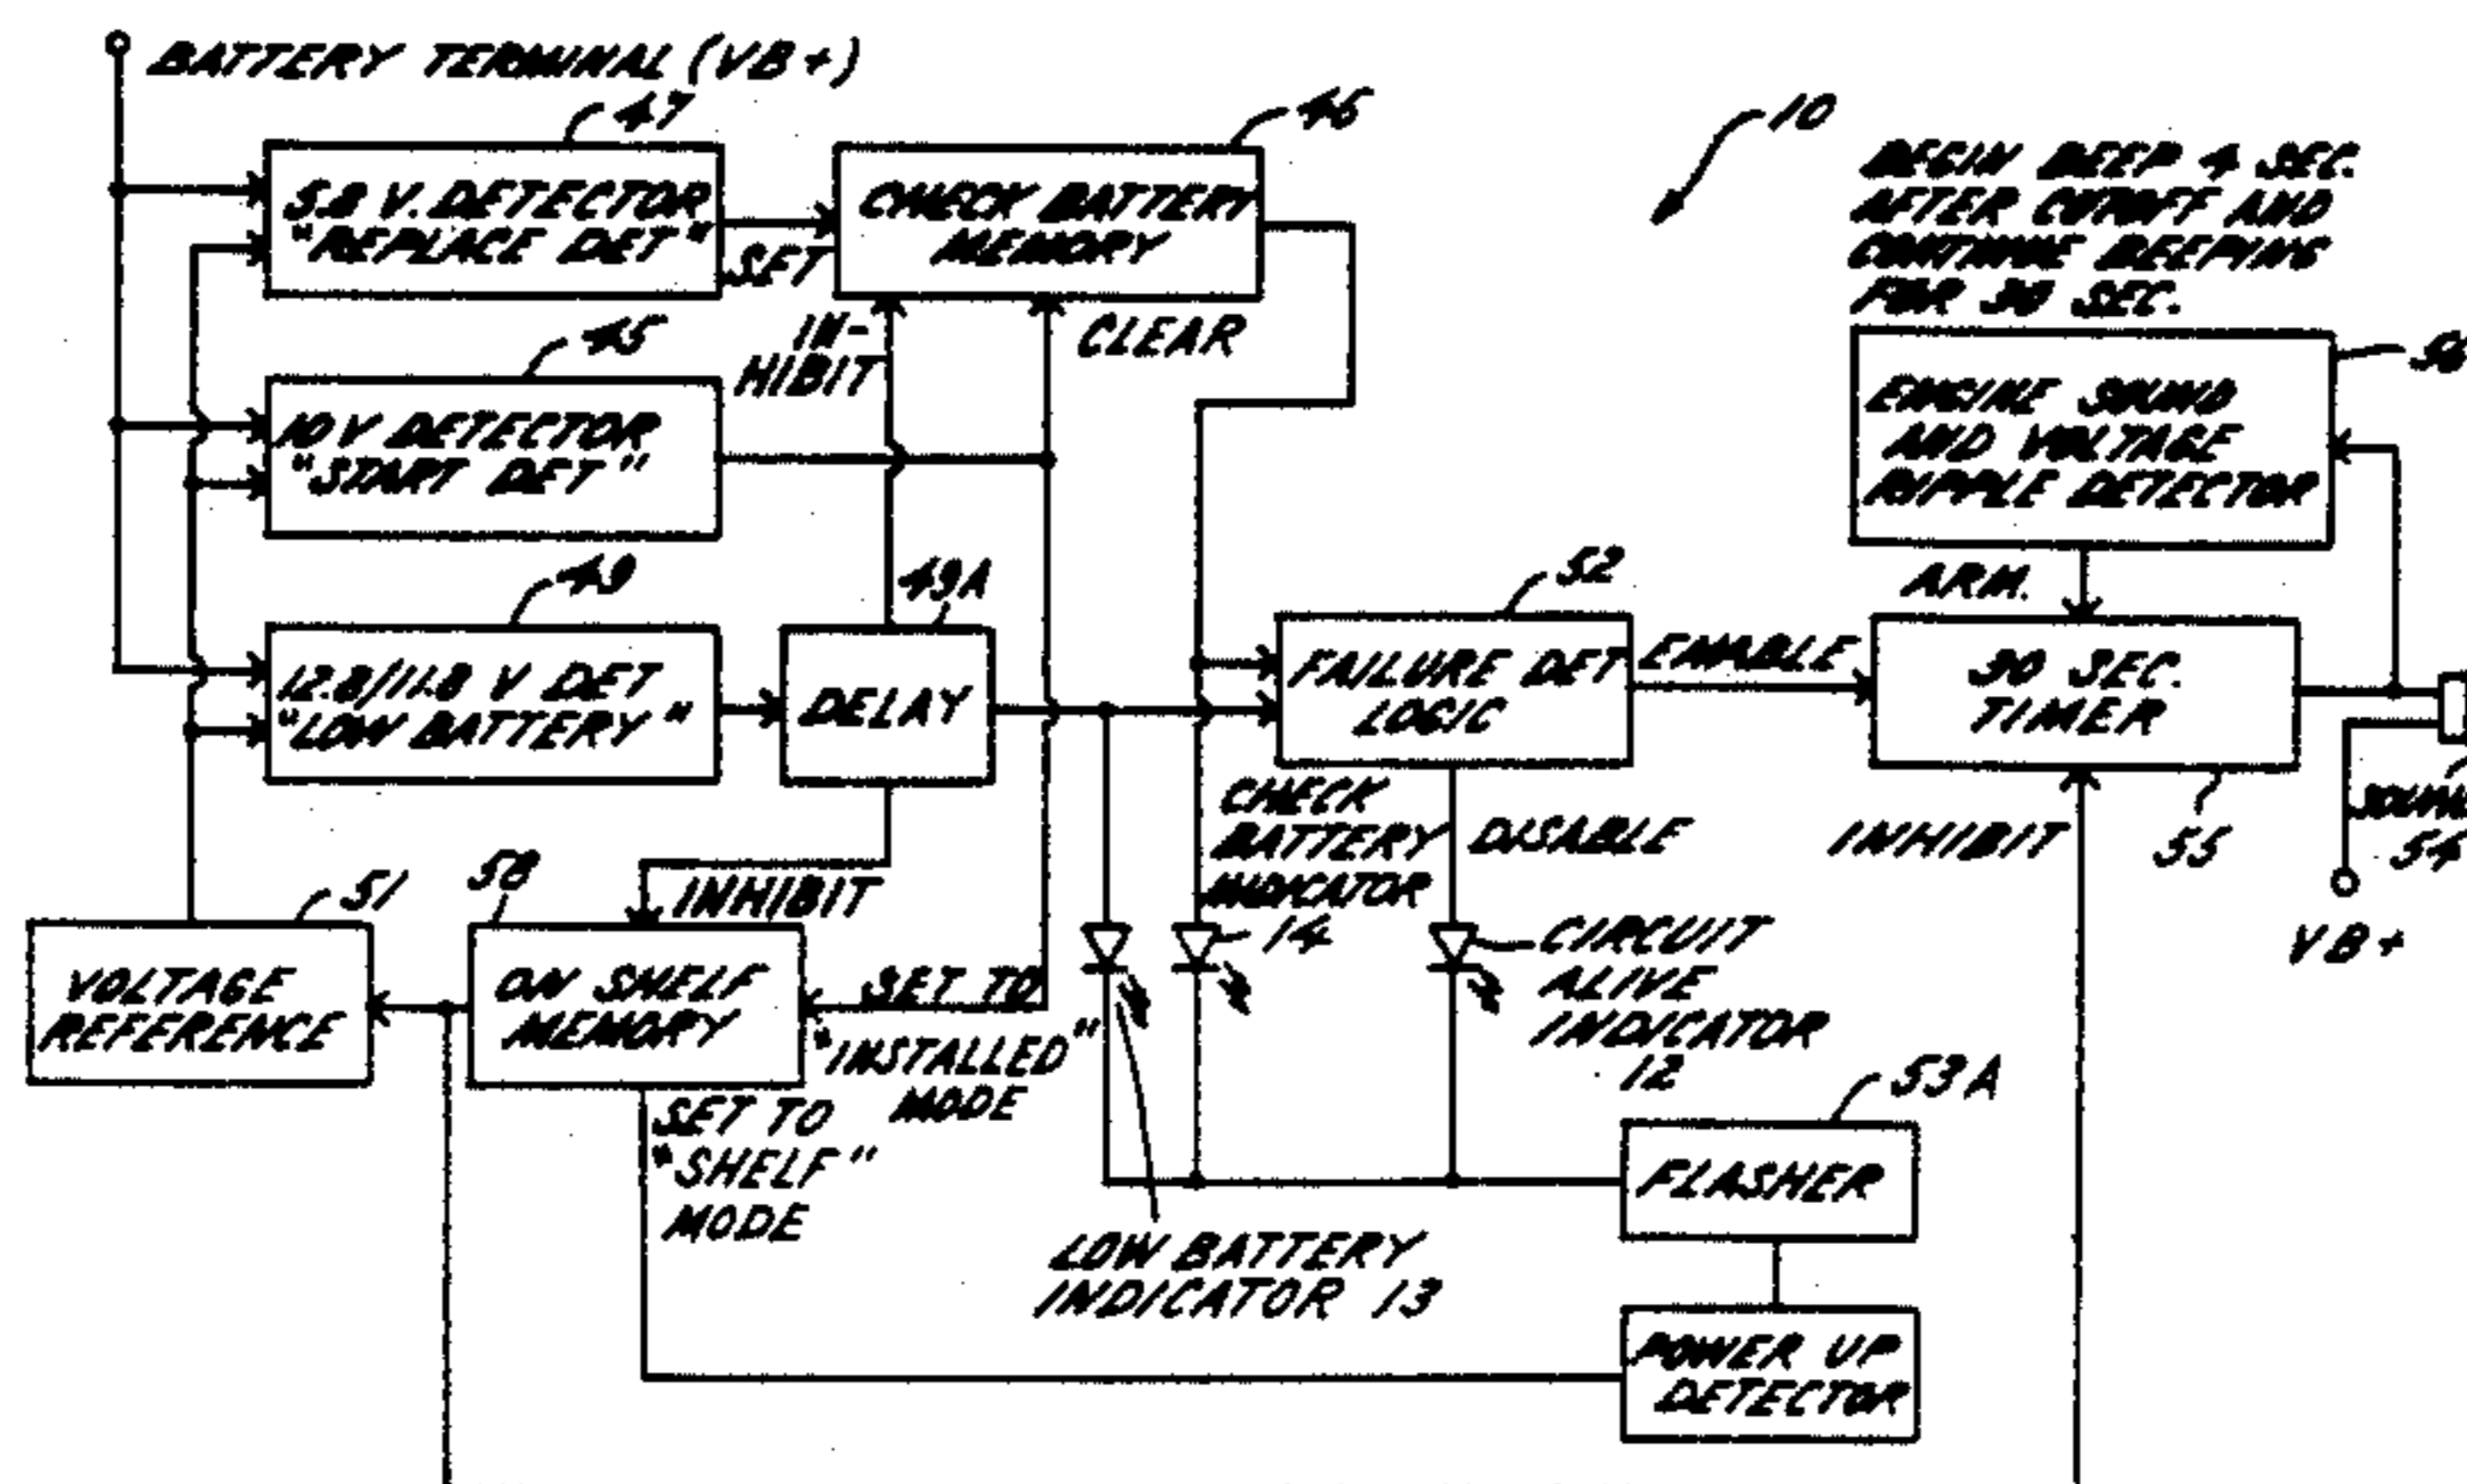 BATTERY TERMINAL (VB+)
47
5.8 V. DETECTOR
"REPLACE DET"
SET
46
CHECK BATTERY
MEMORY
IN-
HIBIT
CLEAR
10
BEGIN BEEP 4 SEC.
AFTER CUTOFF AND
CONTINUE BEEPING
FOR 30 SEC.
45
10 V DETECTOR
"START DET"
ENGINE SOUND
AND VOLTAGE
RIPPLE DETECTOR
ARM.
49
12.8/11.8 V DET
"LOW BATTERY"
49A
DELAY
52
FAILURE DET
LOGIC
ENABLE
30 SEC.
TIMER
55
CHECK
BATTERY
INDICATOR
14
DISABLE
INHIBIT
54
VB+
51
VOLTAGE
REFERENCE
58
INHIBIT
ON SHELF
MEMORY
SET TO
"INSTALLED"
MODE
SET TO
"SHELF"
MODE
CIRCUIT
ALIVE
INDICATOR
12
LOW BATTERY
INDICATOR 13
53A
FLASHER
POWER UP
DETECTOR